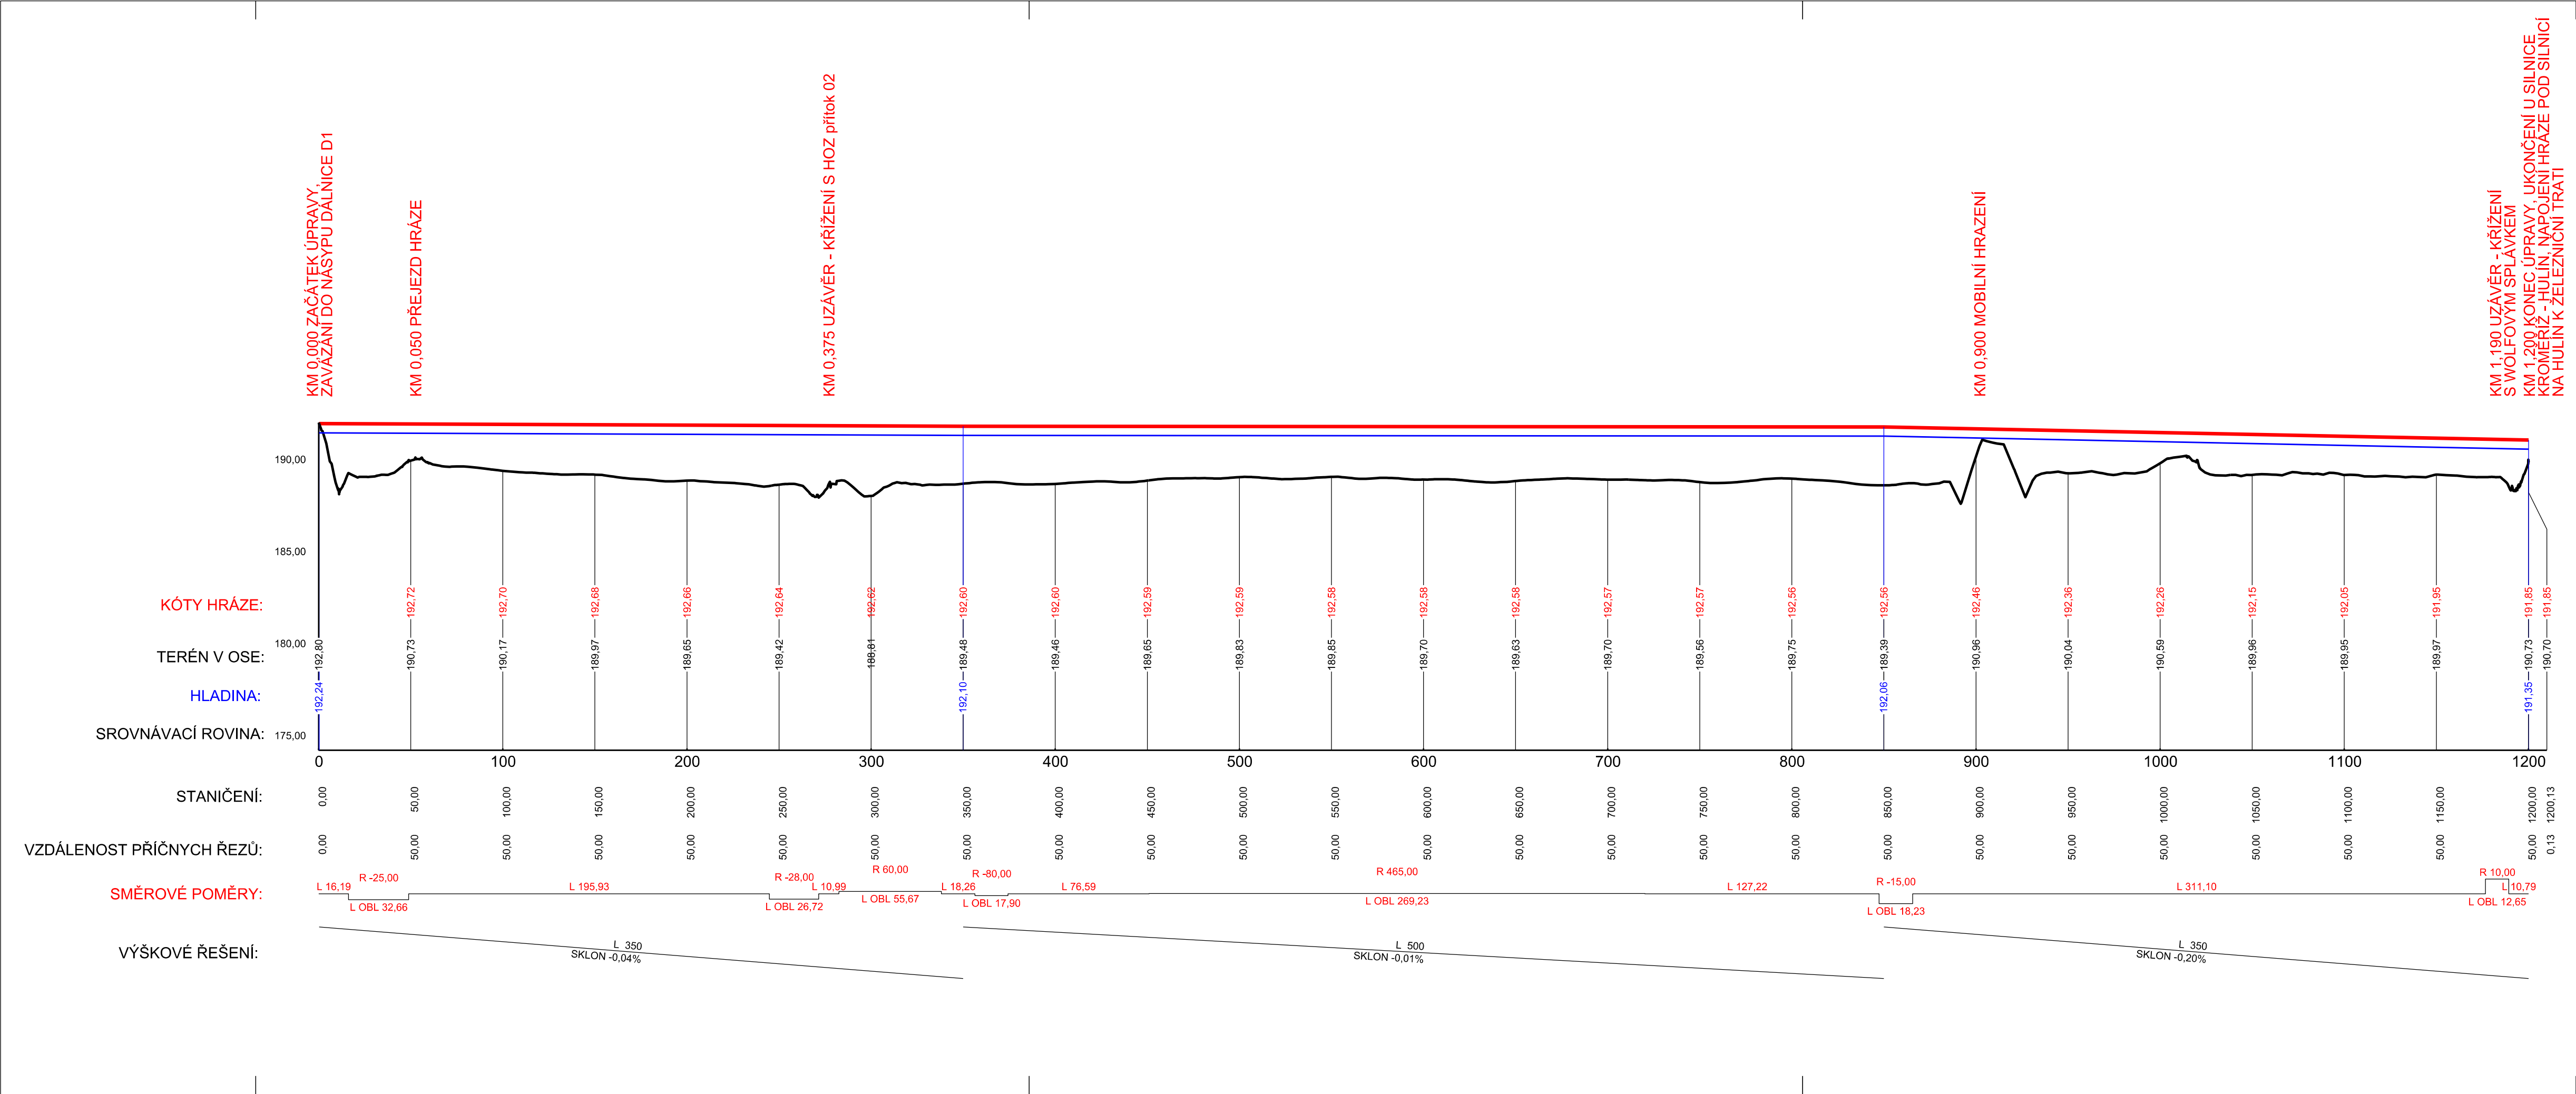 KM 0,000 ZAČÁTEK ÚPRAVY,
ZAVÁZÁNÍ DO NÁSYPU DÁLNICE D1
KM 0,050 PŘEJEZD HRÁZE
KM 0,375 UZÁVĚR - KŘÍŽENÍ S HOZ přítok 02
KM 0,900 MOBILNÍ HRAZENÍ
KM 1,190 UZÁVĚR - KŘÍŽENÍ
S WOLFOVÝM SPLÁVKEM
KM 1,200 KONEC ÚPRAVY, UKONČENÍ U SILNICE
KROMĚŘÍŽ - HULÍN, NAPOJENÍ HRÁZE POD SILNICÍ
NA HULÍN K ŽELEZNIČNÍ TRATI
190,00
185,00
180,00
175,00
KÓTY HRÁZE: 192,72 192,70 192,68 192,66 192,64 192,62 192,60 192,60 192,59 192,59 192,58 192,58 192,58 192,57 192,57 192,56 192,56 192,46 192,36 192,26 192,15 192,05 191,95 191,85 191,85
TERÉN V OSE: 192,80 190,73 190,17 189,97 189,65 189,42 188,81 189,48 189,46 189,65 189,83 189,85 189,70 189,63 189,70 189,56 189,75 189,39 190,96 190,04 190,59 189,96 189,95 189,97 190,73 190,70
HLADINA: 192,24 192,10 192,06 191,35
SROVNÁVACÍ ROVINA:
0 100 200 300 400 500 600 700 800 900 1000 1100 1200
STANIČENÍ: 0,00 50,00 100,00 150,00 200,00 250,00 300,00 350,00 400,00 450,00 500,00 550,00 600,00 650,00 700,00 750,00 800,00 850,00 900,00 950,00 1000,00 1050,00 1100,00 1150,00 1200,00 1200,13
VZDÁLENOST PŘÍČNYCH ŘEZŮ: 0,00 50,00 50,00 50,00 50,00 50,00 50,00 50,00 50,00 50,00 50,00 50,00 50,00 50,00 50,00 50,00 50,00 50,00 50,00 50,00 50,00 50,00 50,00 50,00 50,00 0,13
R -25,00 R -28,00 R 60,00 R -80,00 R 465,00 R -15,00 R 10,00
SMĚROVÉ POMĚRY: L 16,19 L 195,93 L 10,99 L 18,26 L 76,59 L 127,22 L 311,10 L 10,79
L OBL 32,66 L OBL 26,72 L OBL 55,67 L OBL 17,90 L OBL 269,23 L OBL 18,23 L OBL 12,65
VÝŠKOVÉ ŘEŠENÍ: L 350 L 500 L 350
SKLON -0,04% SKLON -0,01% SKLON -0,20%